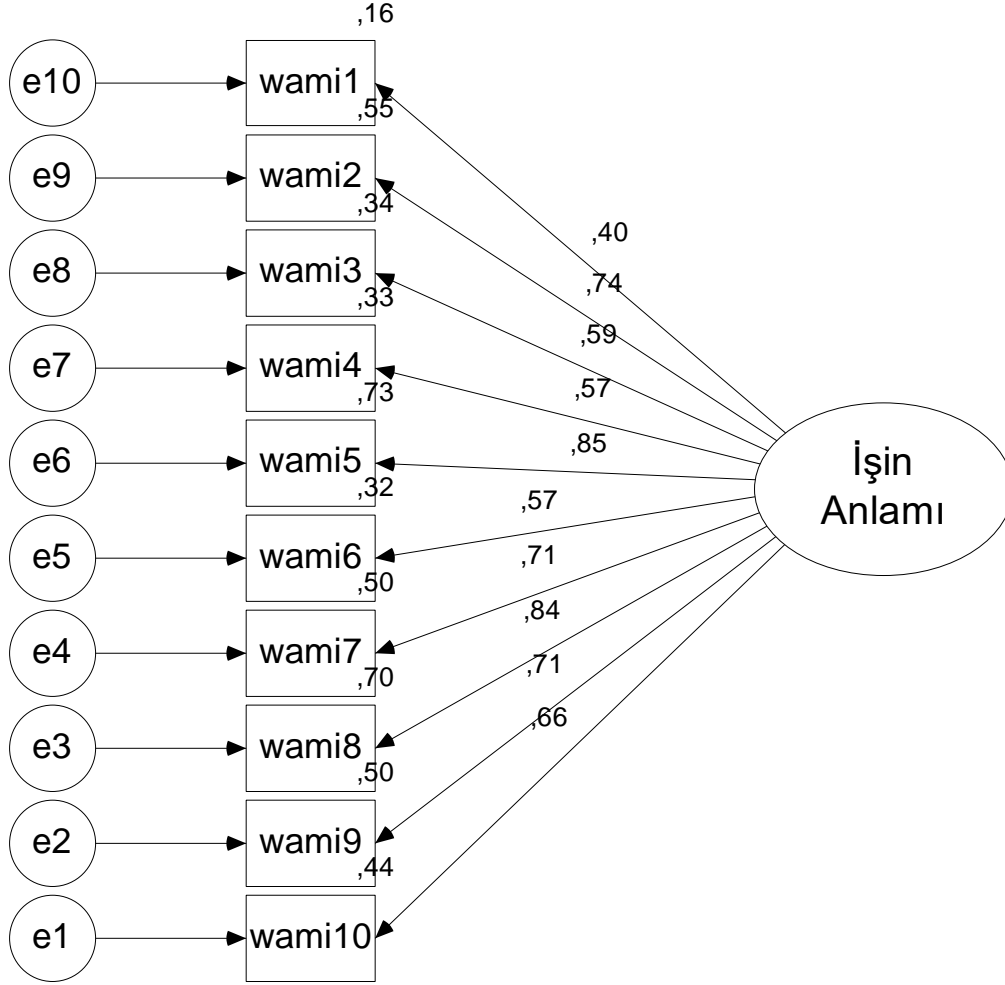 ,16
e10
wami1
,55
e9
wami2
,34
,40
e8
wami3
,74
,33
,59
e7
wami4
,57
,73
,85
e6
wami5
İşin
Anlamı
,32
,57
e5
wami6
,71
,50
,84
e4
wami7
,71
,70
,66
e3
wami8
,50
e2
wami9
,44
e1
wami10